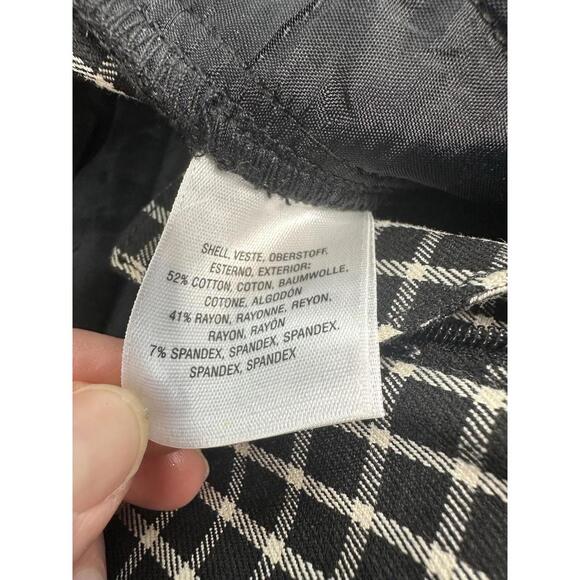 SHELL, VESTE, OBERSTOFF,
ESTERNO, EXTERIOR:
52% COTTON, COTON, BAUMWOLLE,
COTONE, ALGODÓN
41% RAYON, RAYONNE, REYON,
RAYON, RAYÓN
7% SPANDEX, SPANDEX, SPANDEX,
SPANDEX, SPANDEX